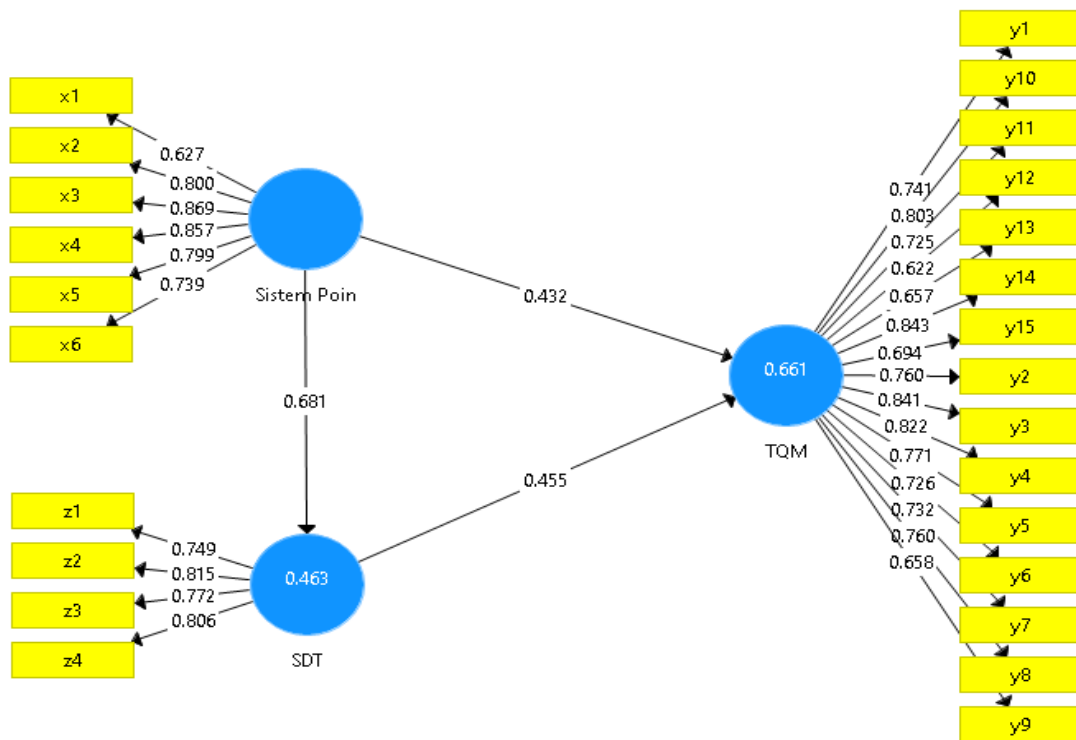 x1
x2
x3
x4
x5
x6
0.627
0.800
0.869
0.857
0.799
0.739
Sistem Poin
0.432
0.681
0.455
z1
z2
z3
z4
0.749
0.815
0.772
0.806
0.463
SDT
0.661
TQM
0.741
0.803
0.725
0.622
0.657
0.843
0.694
0.760
0.841
0.822
0.771
0.726
0.732
0.760
0.658
y1
y10
y11
y12
y13
y14
y15
y2
y3
y4
y5
y6
y7
y8
y9